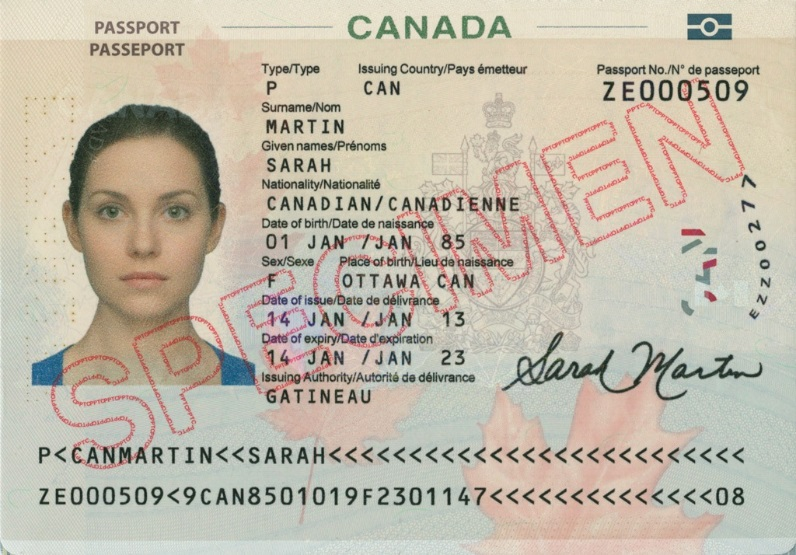 PASSPORT
PASSEPORT
CANADA
Type/Type Issuing Country/Pays émetteur Passport No./N° de passeport
P CAN ZE000509
Surname/Nom
MARTIN
Given names/Prénoms
SARAH
Nationality/Nationalité
CANADIAN/CANADIENNE
Date of birth/Date de naissance
01 JAN /JAN 85
Sex/Sexe Place of birth/Lieu de naissance
F OTTAWA CAN
Date of issue/Date de délivrance
14 JAN /JAN 13
Date of expiry/Date d'expiration
14 JAN /JAN 23
Issuing Authority/Autorité de délivrance
GATINEAU
SPECIMEN
Sarah Martin
EZZ00277
P<CANMARTIN<<SARAH<<<<<<<<<<<<<<<<<<<<<<<<<<
ZE000509<9CAN8501019F2301147<<<<<<<<<<<<<<08